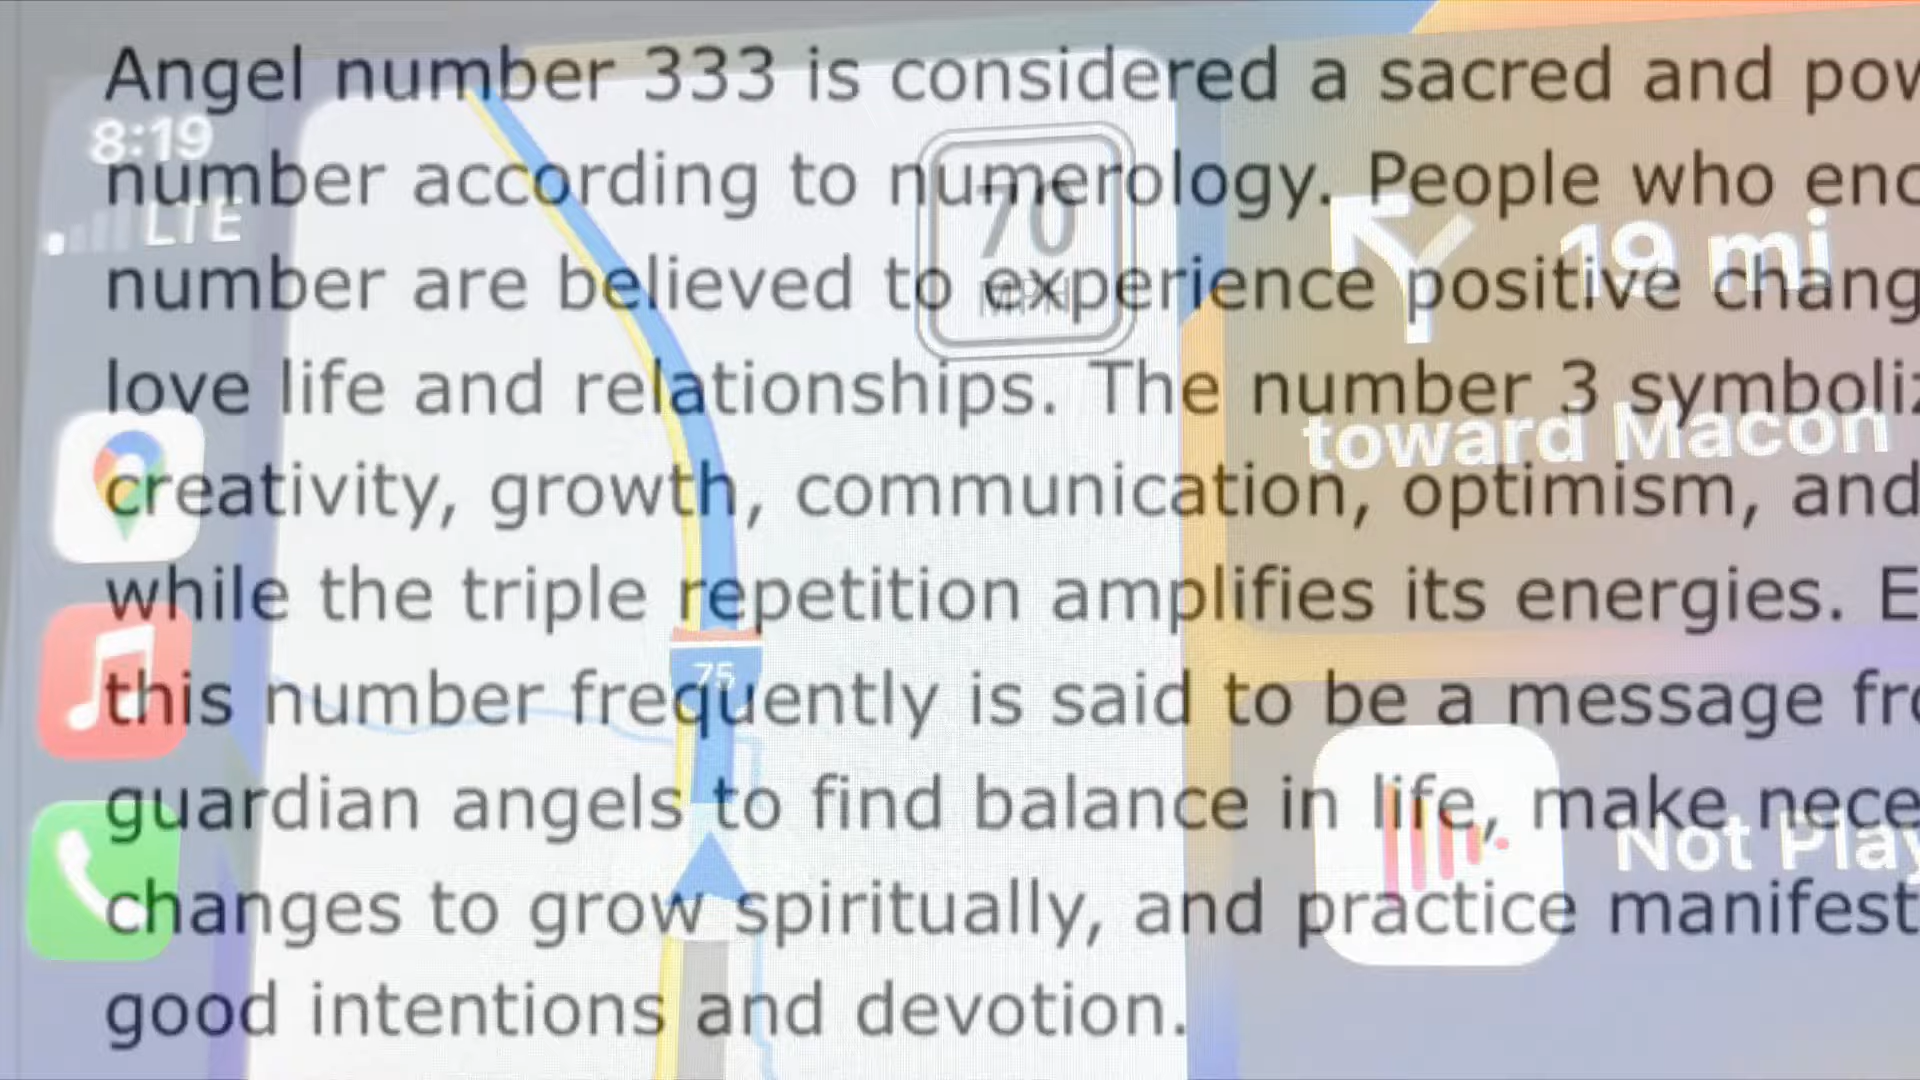 Angel number 333 is considered a sacred and pow
number according to numerology. People who enc
number are believed to experience positive chang
love life and relationships. The number 3 symboliz
creativity, growth, communication, optimism, and
while the triple repetition amplifies its energies. E
this number frequently is said to be a message fro
guardian angels to find balance in life, make nece
changes to grow spiritually, and practice manifest
good intentions and devotion.
8:19
LTE
70
MPH
75
19 mi
toward Macon
Not Play